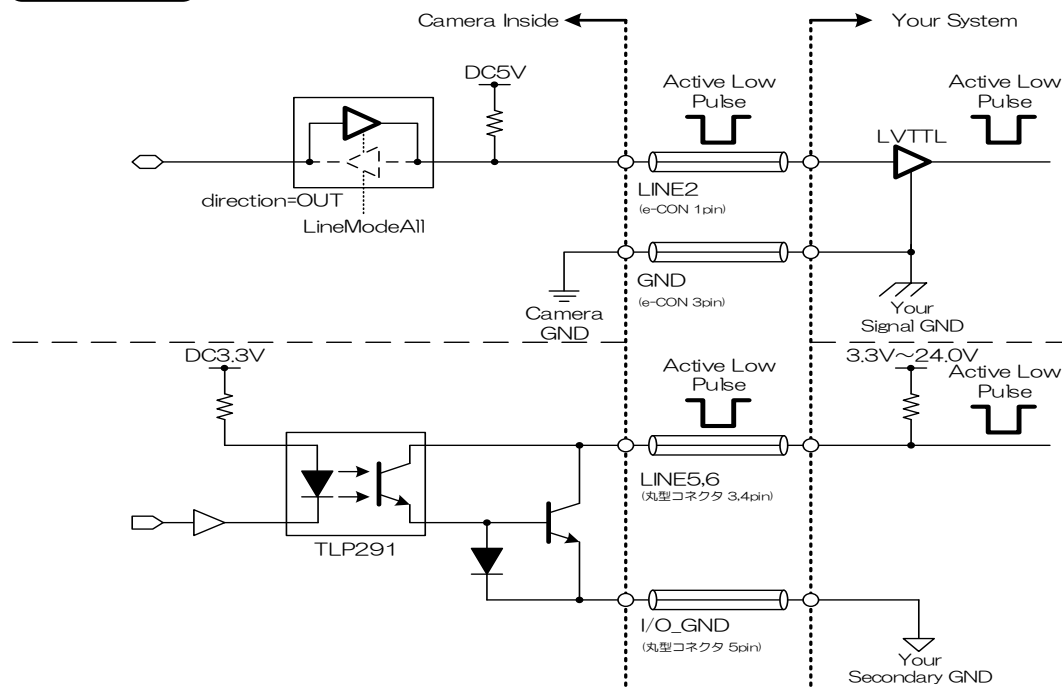 Camera Inside
Your System
DC5V
Active Low
Pulse
Active Low
Pulse
LVTTL
direction=OUT
LineModeAll
LINE2
(e-CON 1pin)
GND
(e-CON 3pin)
Camera
GND
Your
Signal GND
DC3.3V
3.3V～24.0V
Active Low
Pulse
Active Low
Pulse
LINE5,6
(丸型コネクタ 3,4pin)
TLP291
I/O_GND
(丸型コネクタ 5pin)
Your
Secondary GND